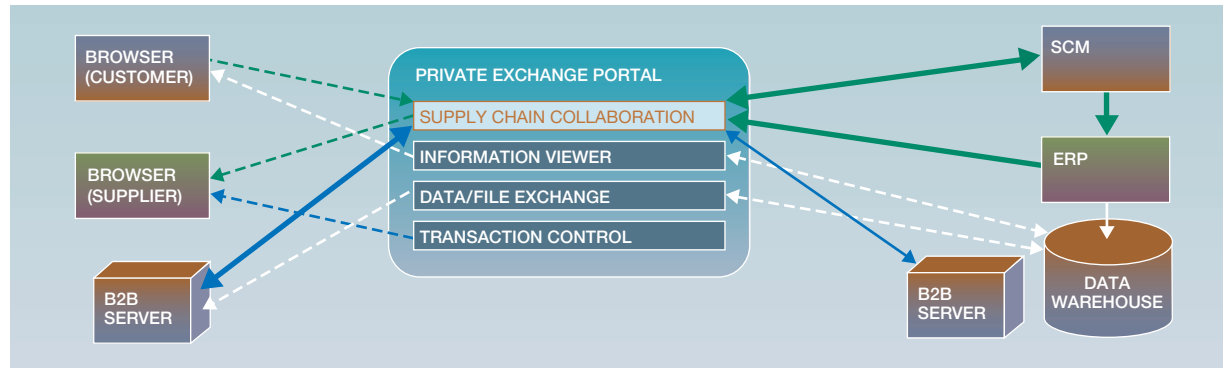 BROWSER
(CUSTOMER)
BROWSER
(SUPPLIER)
B2B
SERVER
PRIVATE EXCHANGE PORTAL
SUPPLY CHAIN COLLABORATION
INFORMATION VIEWER
DATA/FILE EXCHANGE
TRANSACTION CONTROL
SCM
ERP
B2B
SERVER
DATA
WAREHOUSE